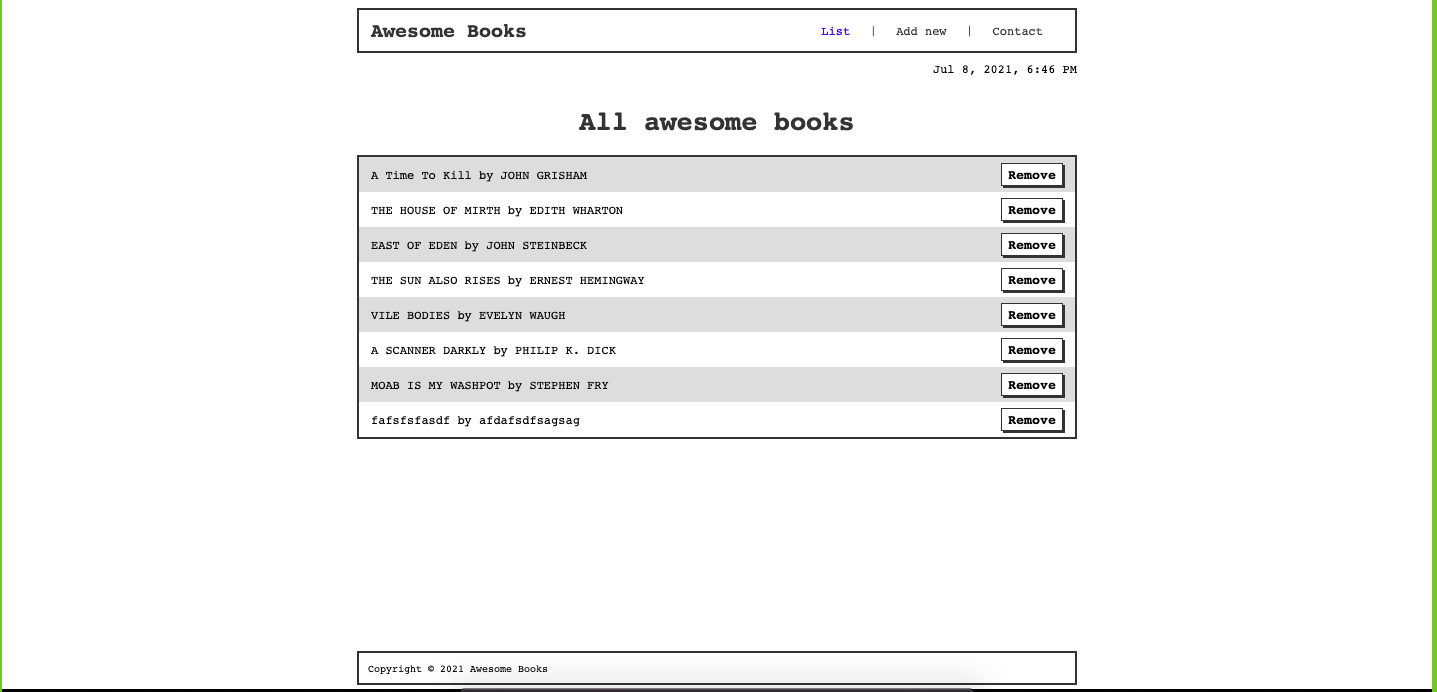 Awesome Books List | Add new | Contact
Jul 8, 2021, 6:46 PM
All awesome books
A Time To Kill by JOHN GRISHAM Remove
THE HOUSE OF MIRTH by EDITH WHARTON Remove
EAST OF EDEN by JOHN STEINBECK Remove
THE SUN ALSO RISES by ERNEST HEMINGWAY Remove
VILE BODIES by EVELYN WAUGH Remove
A SCANNER DARKLY by PHILIP K. DICK Remove
MOAB IS MY WASHPOT by STEPHEN FRY Remove
fafsfsfasdf by afdafsdfsagsag Remove
Copyright © 2021 Awesome Books